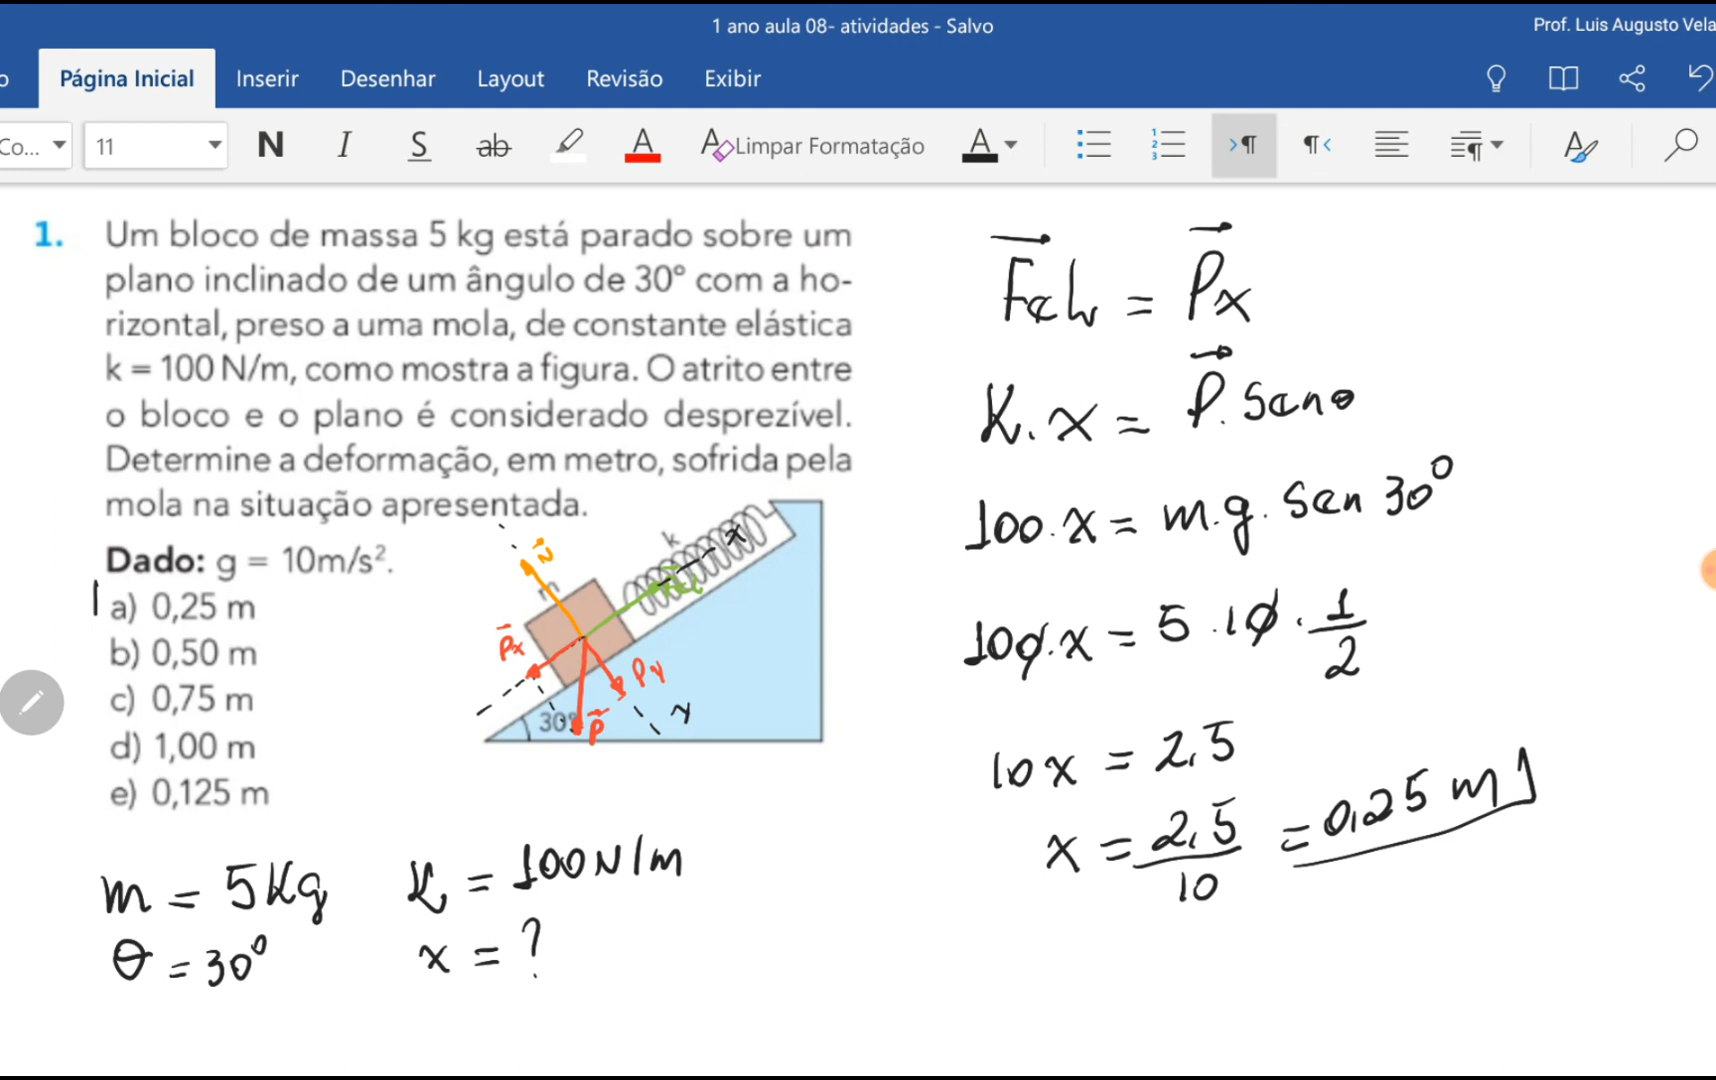 1 ano aula 08- atividades - Salvo
Prof. Luis Augusto Vela
o Página Inicial Inserir Desenhar Layout Revisão Exibir
Co... 11 N I S ab A Limpar Formatação A
1. Um bloco de massa 5 kg está parado sobre um
plano inclinado de um ângulo de 30° com a ho-
rizontal, preso a uma mola, de constante elástica
k = 100 N/m, como mostra a figura. O atrito entre
o bloco e o plano é considerado desprezível.
Determine a deformação, em metro, sofrida pela
mola na situação apresentada.
Dado: g = 10m/s².
a) 0,25 m
b) 0,50 m
c) 0,75 m
d) 1,00 m
e) 0,125 m
N
m
k
x
Px
Py
P
30°
y
m = 5Kg
θ = 30°
K = 100N/m
x = ?
Fel = Px
K.x = P.senθ
100.x = m.g.sen 30°
100.x = 5.10.1/2
10x = 2,5
x = 2,5/10 = 0,25 m